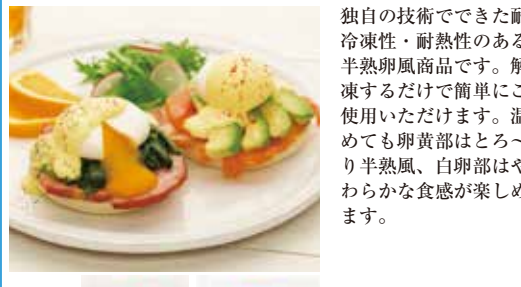 独自の技術でできた耐
冷凍性・耐熱性のある
半熟卵風商品です。解
凍するだけで簡単にご
使用いただけます。温
めても卵黄部はとろ〜
り半熟風、白卵部はや
わらかな食感が楽しめ
ます。